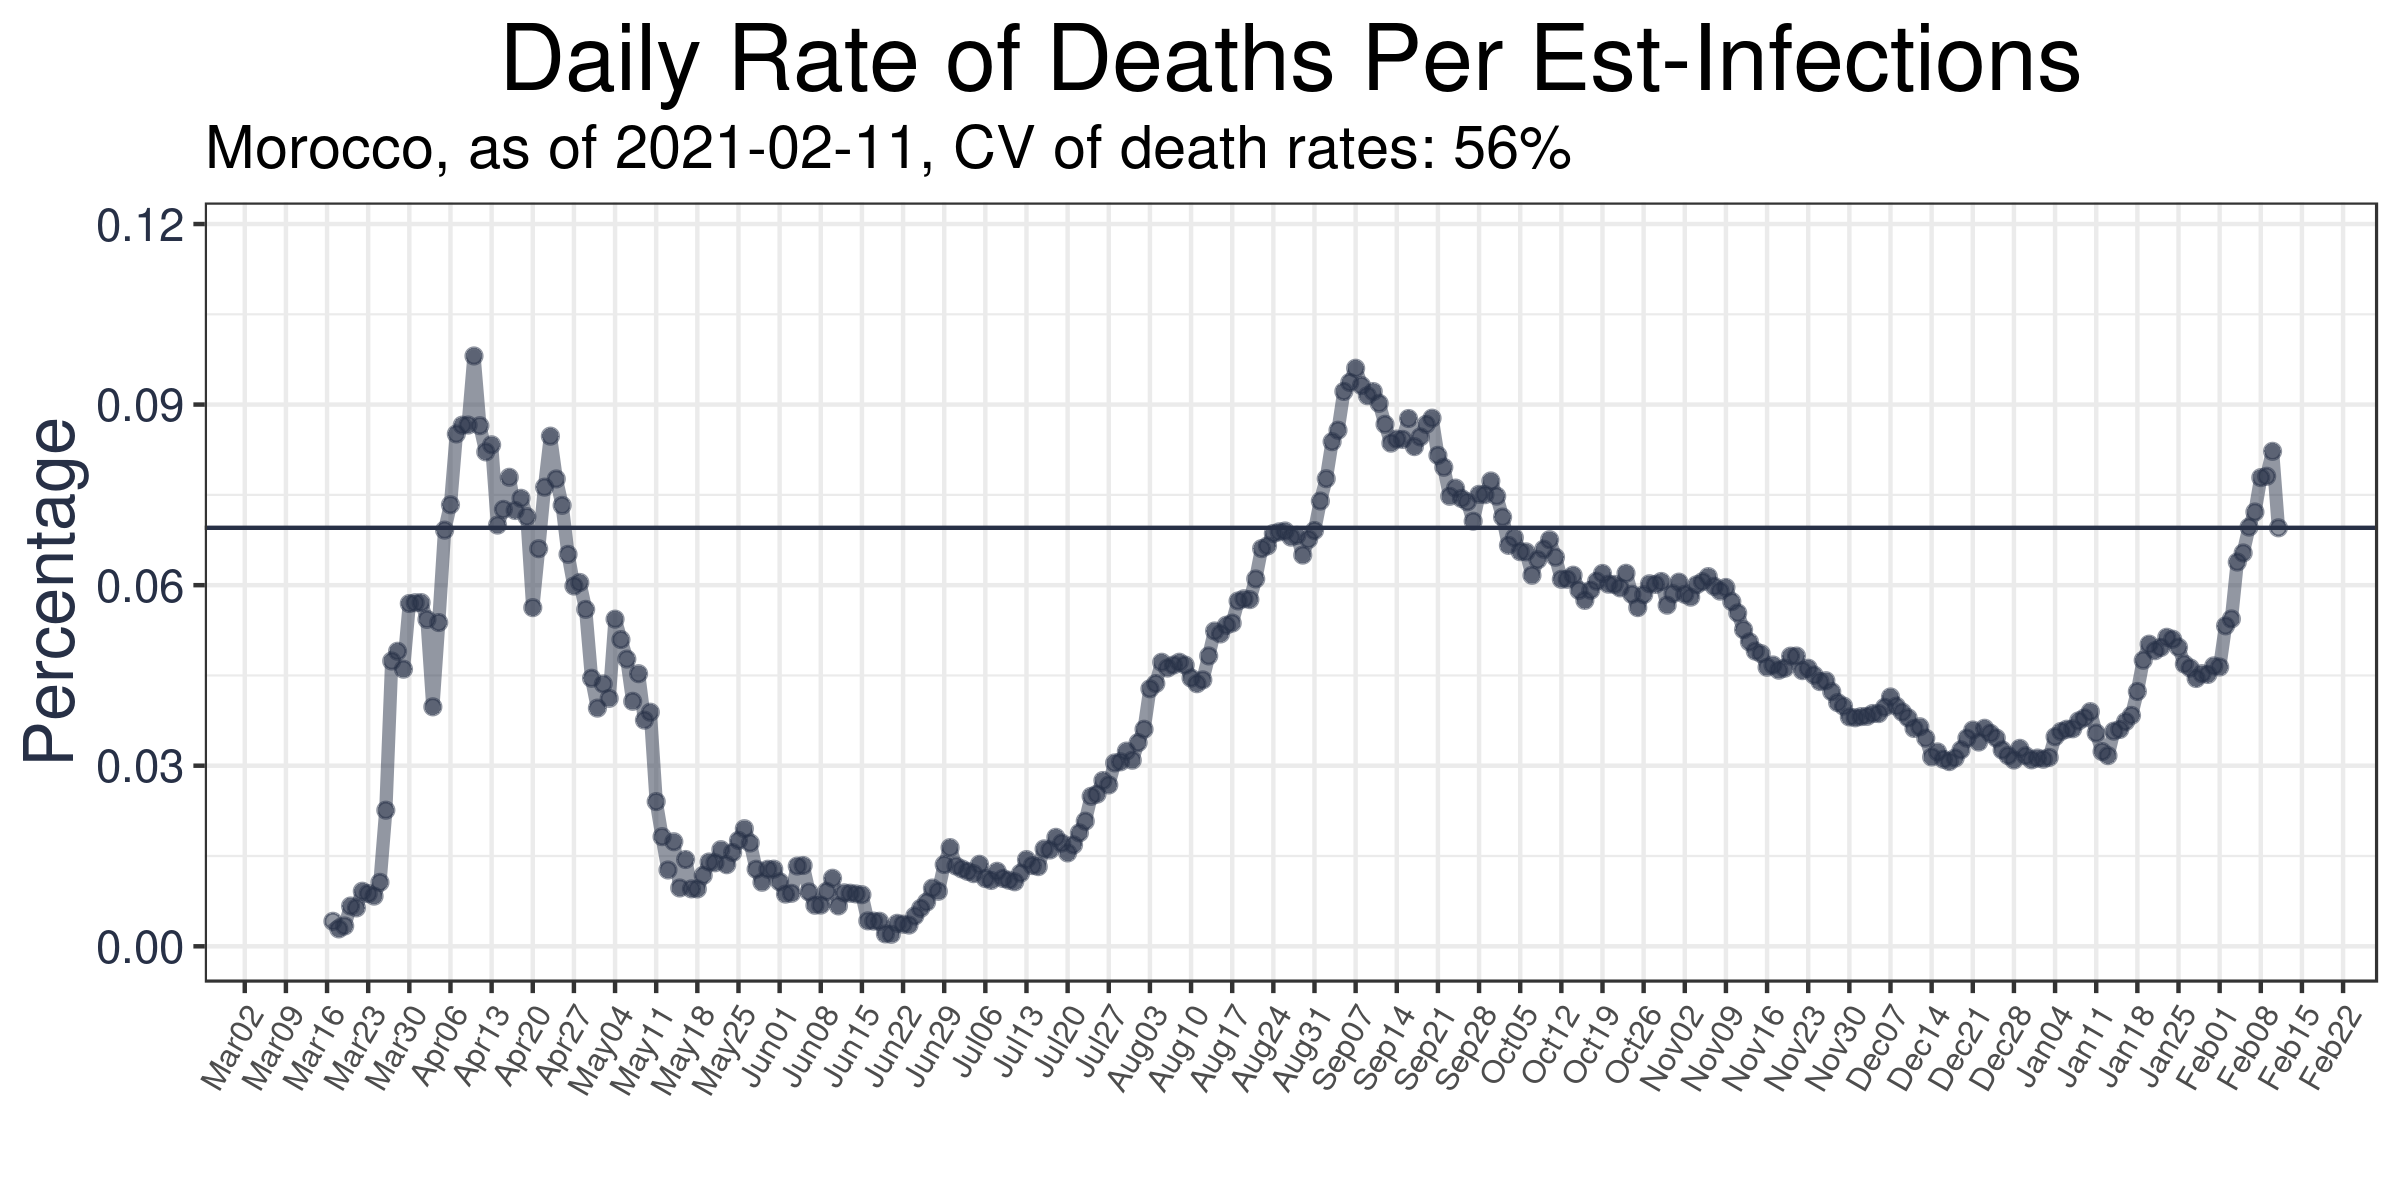 Daily Rate of Deaths Per Est-Infections
Morocco, as of 2021-02-11, CV of death rates: 56%
Percentage
0.12
0.09
0.06
0.03
0.00
Mar02 Mar09 Mar16 Mar23 Mar30 Apr06 Apr13 Apr20 Apr27 May04 May11 May18 May25 Jun01 Jun08 Jun15 Jun22 Jun29 Jul06 Jul13 Jul20 Jul27 Aug03 Aug10 Aug17 Aug24 Aug31 Sep07 Sep14 Sep21 Sep28 Oct05 Oct12 Oct19 Oct26 Nov02 Nov09 Nov16 Nov23 Nov30 Dec07 Dec14 Dec21 Dec28 Jan04 Jan11 Jan18 Jan25 Feb01 Feb08 Feb15 Feb22